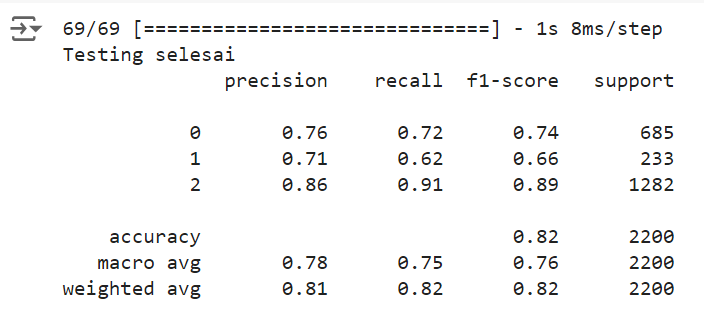 69/69 [==============================] - 1s 8ms/step
Testing selesai
precision recall f1-score support
0 0.76 0.72 0.74 685
1 0.71 0.62 0.66 233
2 0.86 0.91 0.89 1282
accuracy 0.82 2200
macro avg 0.78 0.75 0.76 2200
weighted avg 0.81 0.82 0.82 2200